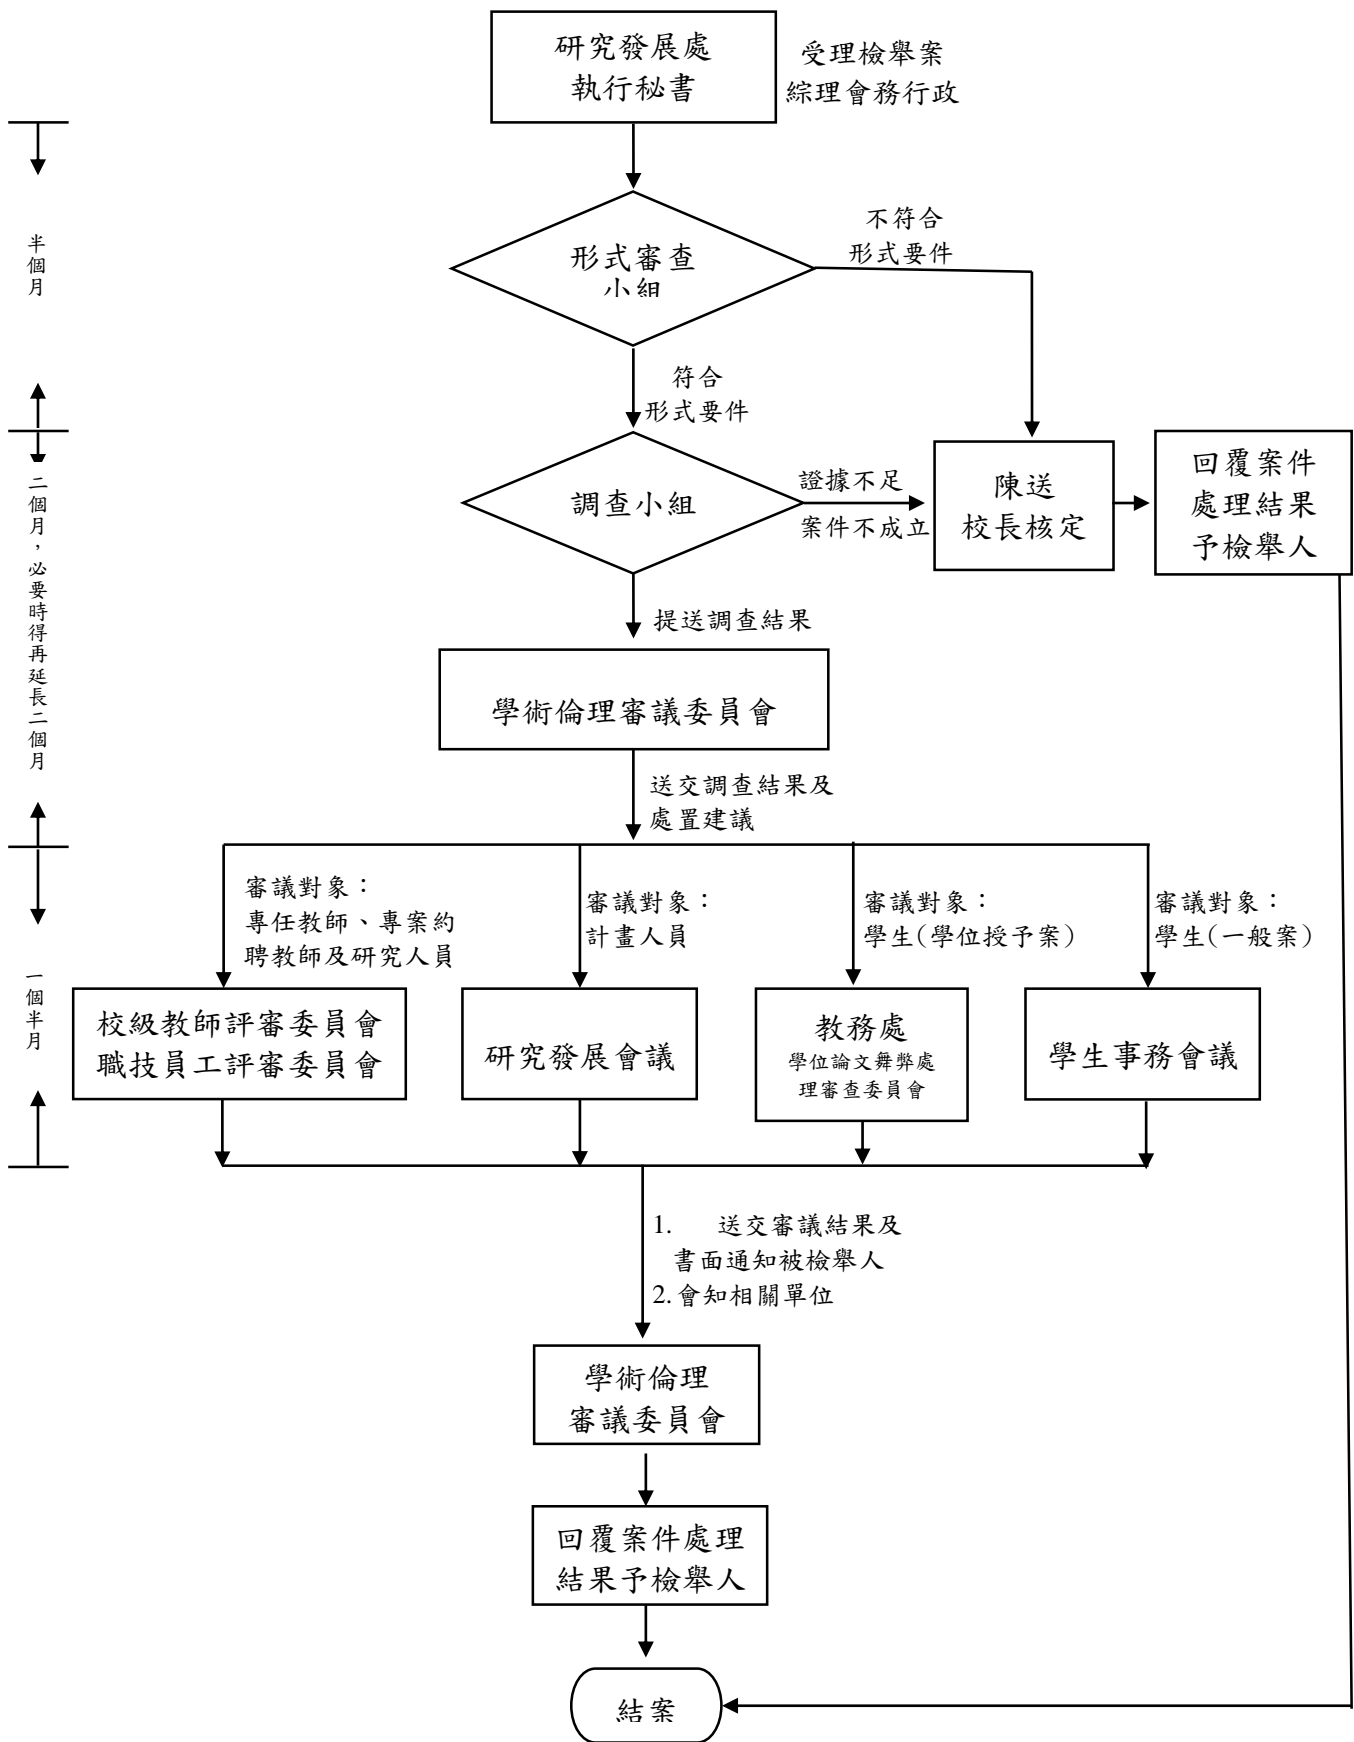 研究發展處
執行秘書
受理檢舉案
綜理會務行政
半個月
形式審查
小組
不符合
形式要件
符合
形式要件
二個月，必要時得再延長二個月
調查小組
證據不足
案件不成立
陳送
校長核定
回覆案件
處理結果
予檢舉人
提送調查結果
學術倫理審議委員會
送交調查結果及
處置建議
一個半月
審議對象：
專任教師、專案約
聘教師及研究人員
審議對象：
計畫人員
審議對象：
學生(學位授予案)
審議對象：
學生(一般案)
校級教師評審委員會
職技員工評審委員會
研究發展會議
教務處
學位論文舞弊處
理審查委員會
學生事務會議
1. 送交審議結果及
書面通知被檢舉人
2.會知相關單位
學術倫理
審議委員會
回覆案件處理
結果予檢舉人
結案